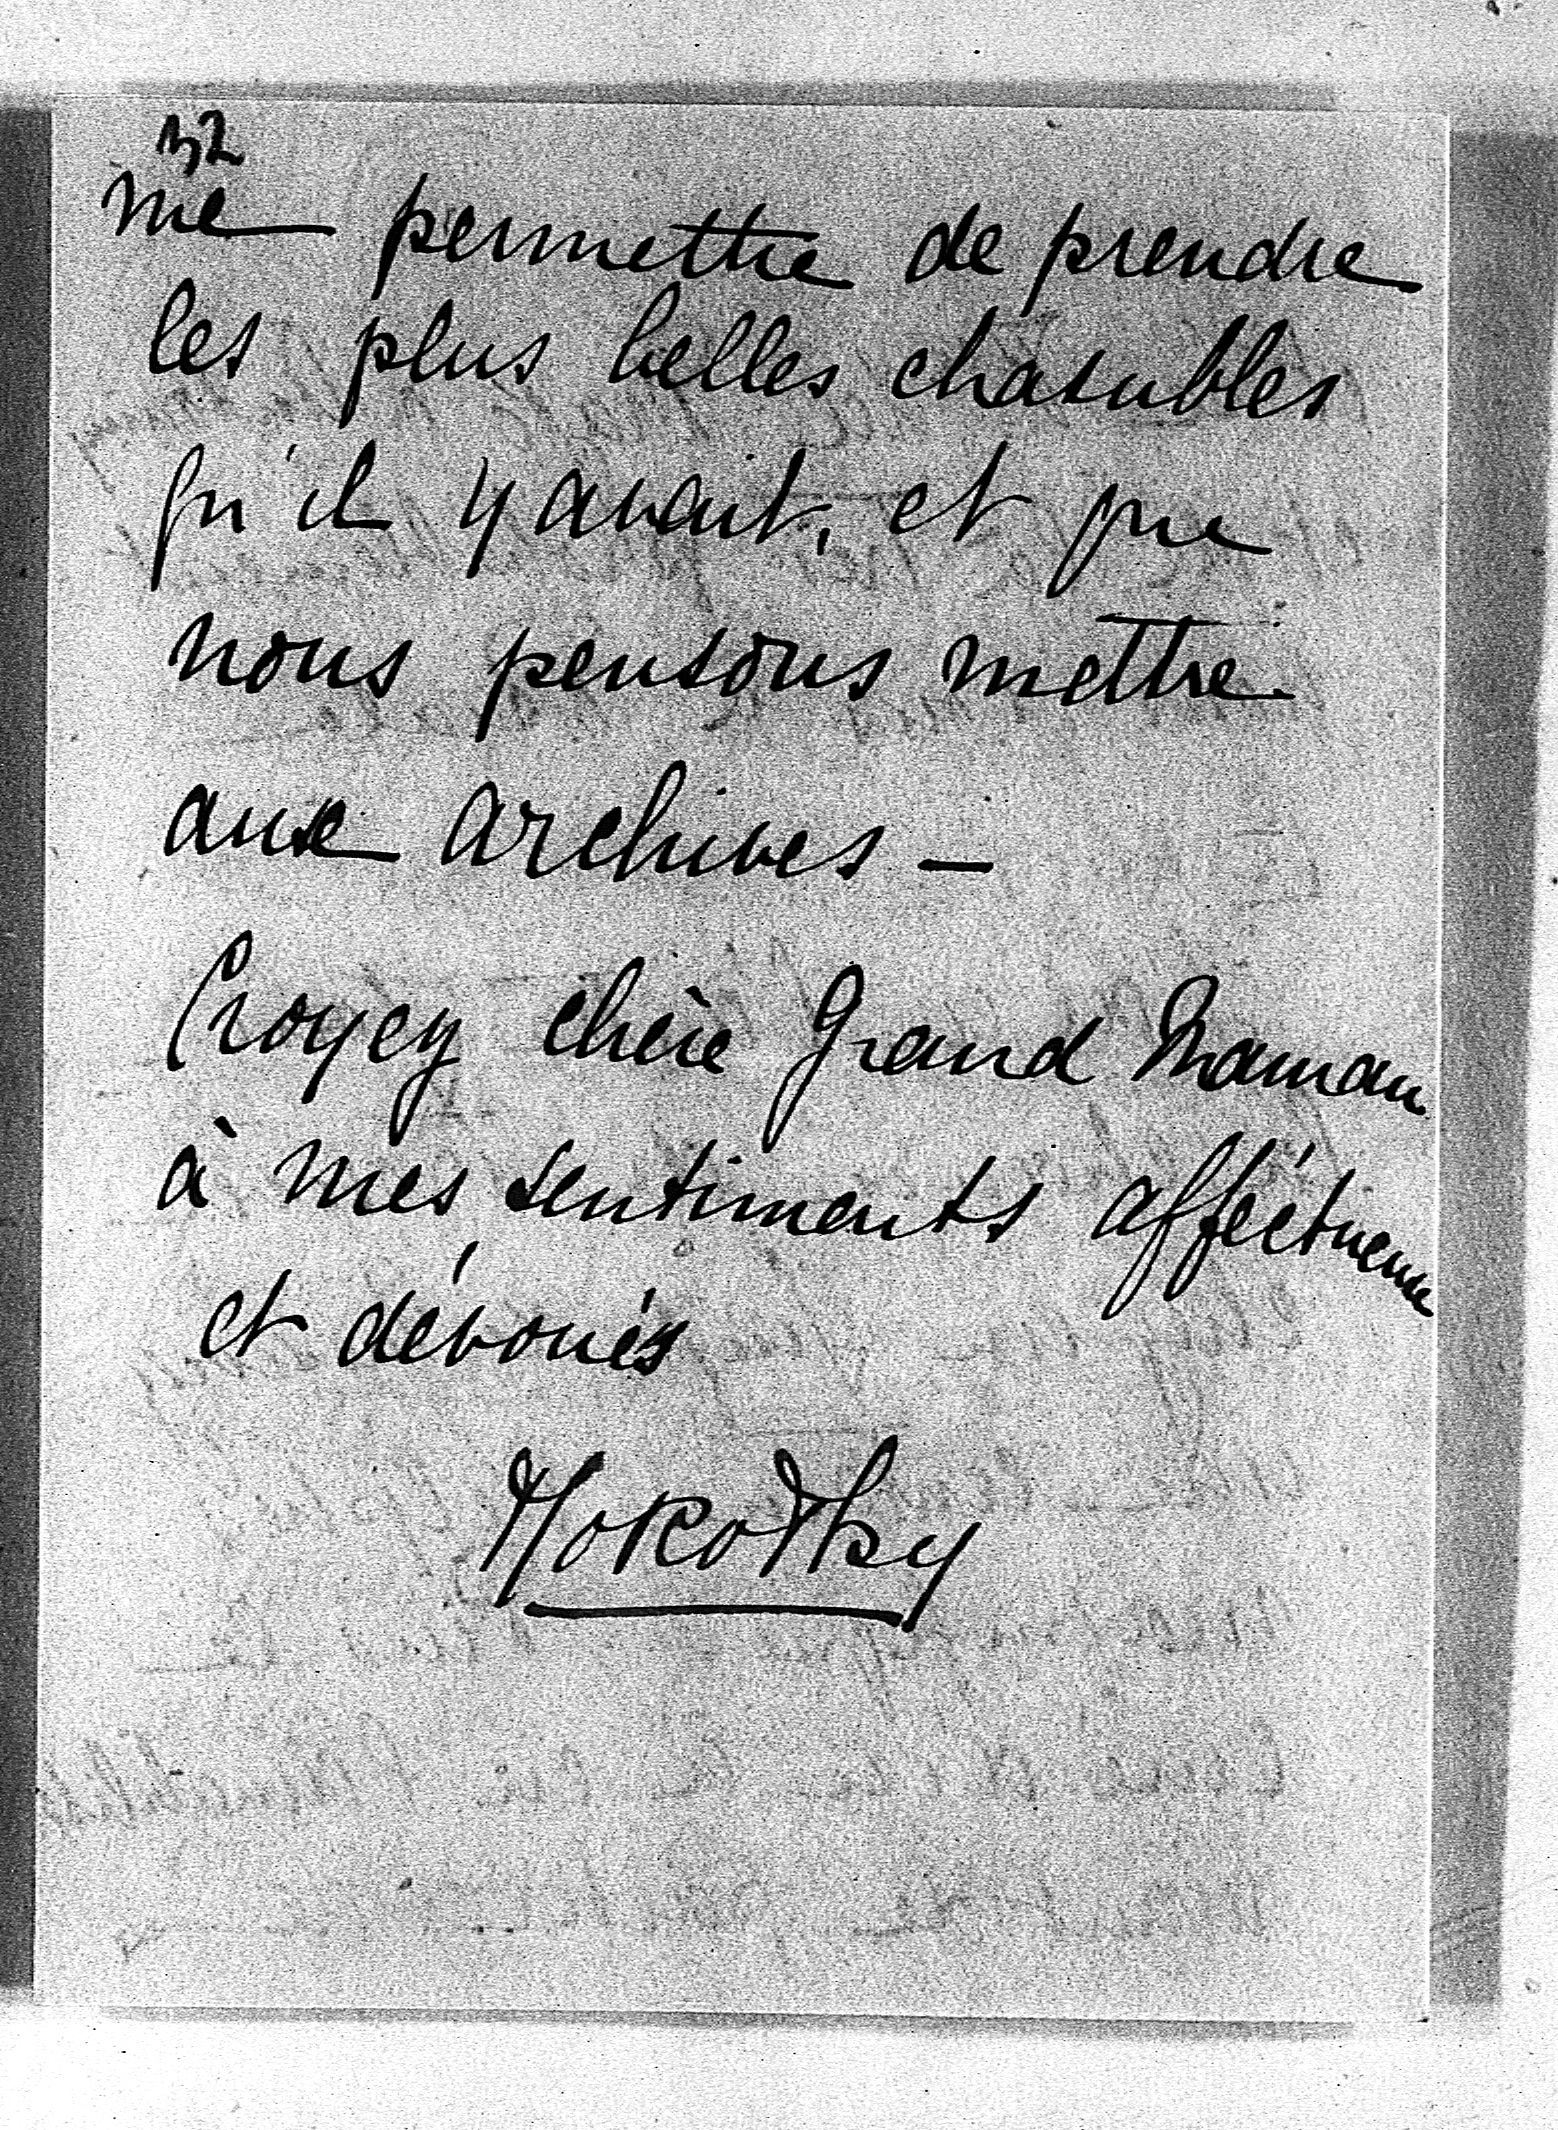 32
me permettre de prendre
les plus belles chasubles
qu'il y avait, et que
nous pensons mettre
aux archives —
Croyez chère Grand Maman
à mes sentiments affectueux
et dévoués